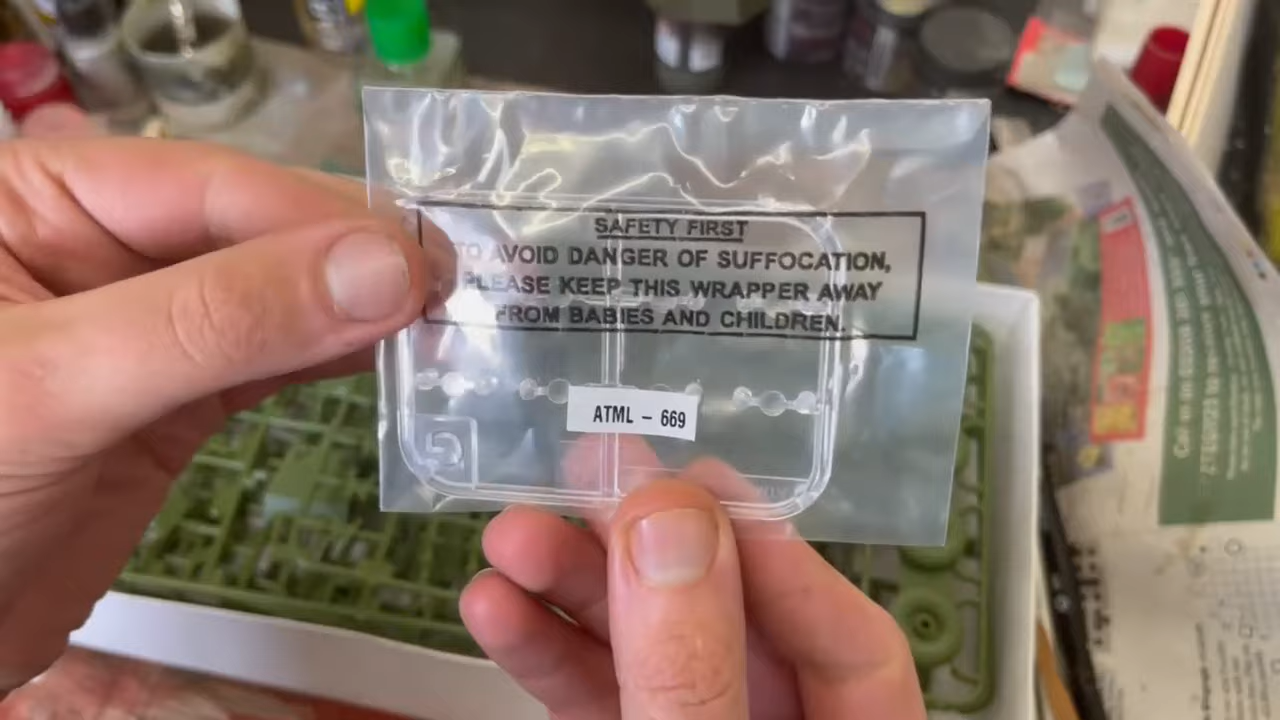 SAFETY FIRST
TO AVOID DANGER OF SUFFOCATION,
PLEASE KEEP THIS WRAPPER AWAY
FROM BABIES AND CHILDREN.
ATML - 669
G